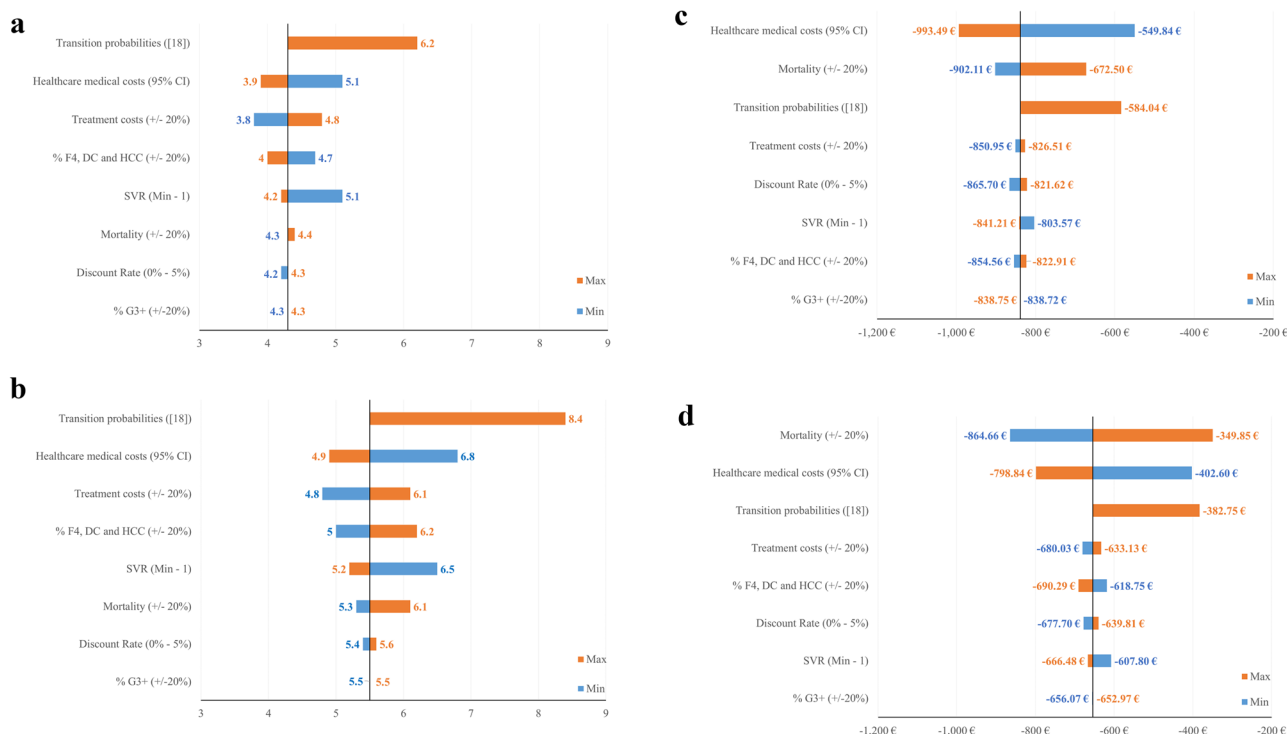 a
Transition probabilities ([18]) 6.2
Healthcare medical costs (95% CI) 3.9 5.1
Treatment costs (+/- 20%) 3.8 4.8
% F4, DC and HCC (+/- 20%) 4 4.7
SVR (Min - 1) 4.2 5.1
Mortality (+/- 20%) 4.3 4.4
Discount Rate (0% - 5%) 4.2 4.3
Max
% G3+ (+/-20%) 4.3 4.3
Min
3 4 5 6 7 8 9
b
Transition probabilities ([18]) 8.4
Healthcare medical costs (95% CI) 4.9 6.8
Treatment costs (+/- 20%) 4.8 6.1
% F4, DC and HCC (+/- 20%) 5 6.2
SVR (Min - 1) 5.2 6.5
Mortality (+/- 20%) 5.3 6.1
Discount Rate (0% - 5%) 5.4 5.6
Max
% G3+ (+/-20%) 5.5 5.5
Min
3 4 5 6 7 8 9
c
Healthcare medical costs (95% CI) -993.49 € -549.84 €
Mortality (+/- 20%) -902.11 € -672.50 €
Transition probabilities ([18]) -584.04 €
Treatment costs (+/- 20%) -850.95 € -826.51 €
Discount Rate (0% - 5%) -865.70 € -821.62 €
SVR (Min - 1) -841.21 € -803.57 €
% F4, DC and HCC (+/- 20%) -854.56 € -822.91 €
Max
% G3+ (+/-20%) -838.75 € -838.72 €
Min
-1,200 € -1,000 € -800 € -600 € -400 € -200 €
d
Mortality (+/- 20%) -864.66 € -349.85 €
Healthcare medical costs (95% CI) -798.84 € -402.60 €
Transition probabilities ([18]) -382.75 €
Treatment costs (+/- 20%) -680.03 € -633.13 €
% F4, DC and HCC (+/- 20%) -690.29 € -618.75 €
Discount Rate (0% - 5%) -677.70 € -639.81 €
SVR (Min - 1) -666.48 € -607.80 €
Max
% G3+ (+/-20%) -656.07 € -652.97 €
Min
-1,200 € -1,000 € -800 € -600 € -400 € -200 €